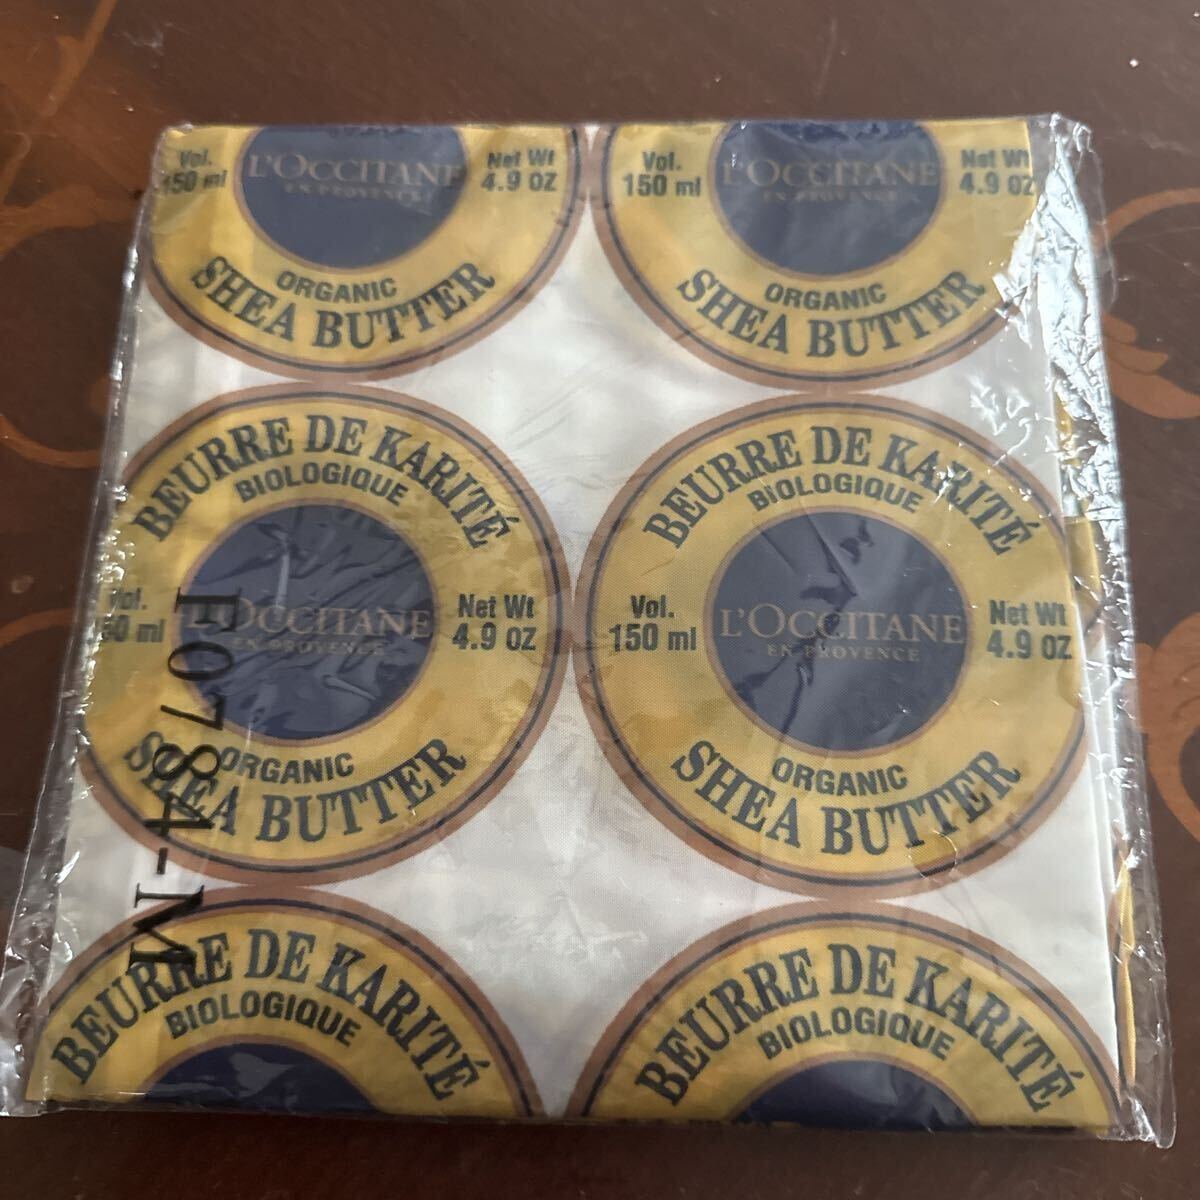 Vol.
150 ml
L'OCCITANE
EN PROVENCE
Net Wt
4.9 OZ
ORGANIC
SHEA BUTTER
Vol.
150 ml
L'OCCITANE
EN PROVENCE
Net Wt
4.9 OZ
ORGANIC
SHEA BUTTER
BEURRE DE KARITÉ
BIOLOGIQUE
Vol.
50 ml
L'OCCITANE
EN PROVENCE
Net Wt
4.9 OZ
ORGANIC
SHEA BUTTER
BEURRE DE KARITÉ
BIOLOGIQUE
Vol.
150 ml
L'OCCITANE
EN PROVENCE
Net Wt
4.9 OZ
ORGANIC
SHEA BUTTER
F0784-M
BEURRE DE KARITÉ
BIOLOGIQUE
BEURRE DE KARITÉ
BIOLOGIQUE